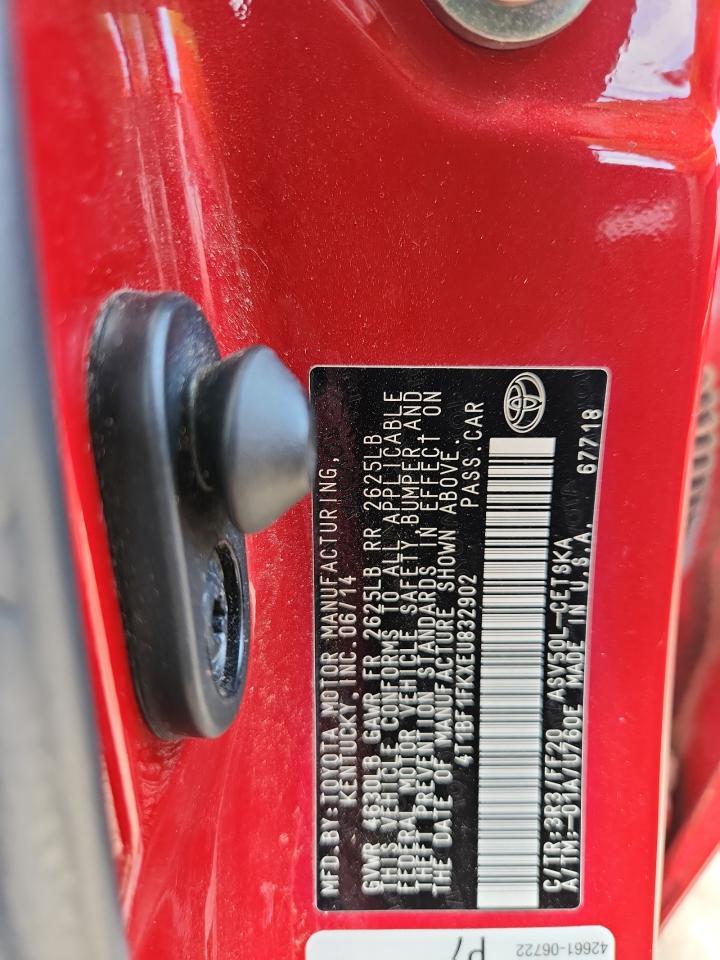 MFD.BY:TOYOTA MOTOR MANUFACTURING,
KENTUCKY,INC. 06/14
GVWR 4630LB GAWR FR 2625LB RR 2625LB
THIS VEHICLE CONFORMS TO ALL APPLICABLE
FEDERAL MOTOR VEHICLE SAFETY,BUMPER,AND
THEFT PREVENTION STANDARDS IN EFFECT ON
THE DATE OF MANUFACTURE SHOWN ABOVE.
4T1BF1FKXEU832902 PASS.CAR
C/TR:3R3/FF20 ASV50L-CETSKA 67718
A/TM:-01A/U760E MADE IN U.S.A.
42661-06722